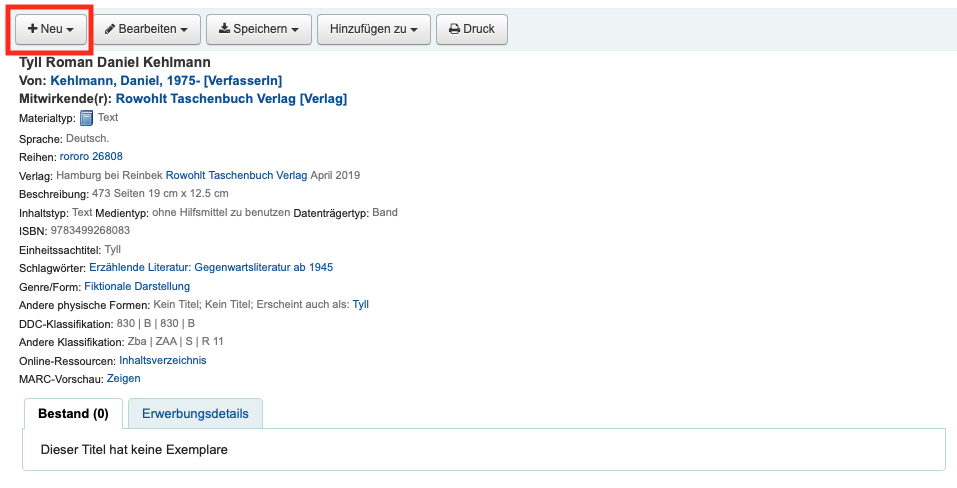 Neu Bearbeiten Speichern Hinzufügen zu Druck
Tyll Roman Daniel Kehlmann
Von: Kehlmann, Daniel, 1975- [VerfasserIn]
Mitwirkende(r): Rowohlt Taschenbuch Verlag [Verlag]
Materialtyp: Text
Sprache: Deutsch.
Reihen: rororo 26808
Verlag: Hamburg bei Reinbek Rowohlt Taschenbuch Verlag April 2019
Beschreibung: 473 Seiten 19 cm x 12.5 cm
Inhaltstyp: Text Medientyp: ohne Hilfsmittel zu benutzen Datenträgertyp: Band
ISBN: 9783499268083
Einheitssachtitel: Tyll
Schlagwörter: Erzählende Literatur: Gegenwartsliteratur ab 1945
Genre/Form: Fiktionale Darstellung
Andere physische Formen: Kein Titel; Kein Titel; Erscheint auch als: Tyll
DDC-Klassifikation: 830 | B | 830 | B
Andere Klassifikation: Zba | ZAA | S | R 11
Online-Ressourcen: Inhaltsverzeichnis
MARC-Vorschau: Zeigen
Bestand (0) Erwerbungsdetails
Dieser Titel hat keine Exemplare